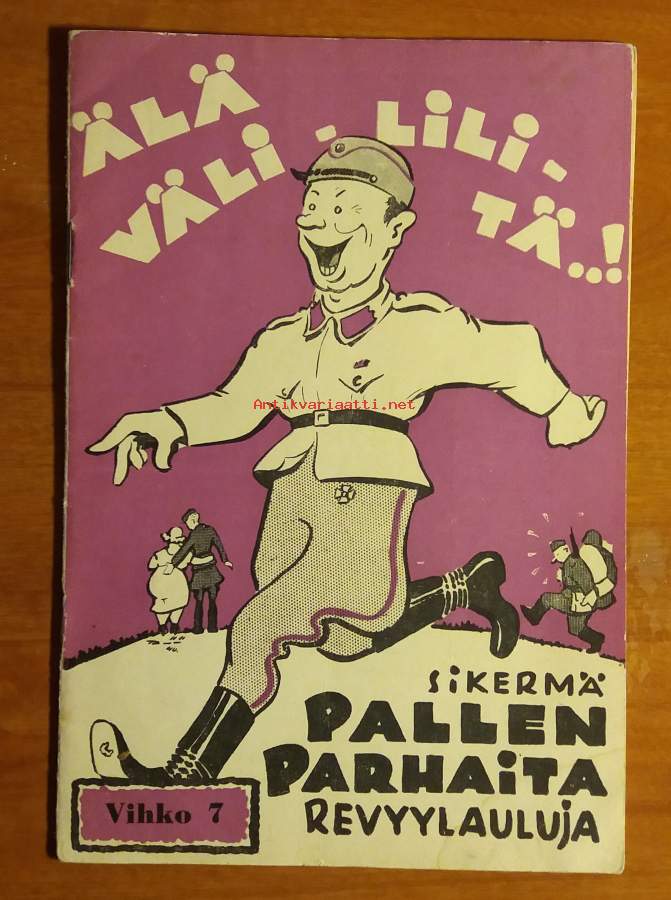 ÄLÄ
VÄLI-LILI-
TÄ..!
Antikvariaatti.net
SIKERMÄ
PALLEN
PARHAITA
REVYYLAULUJA
Vihko 7